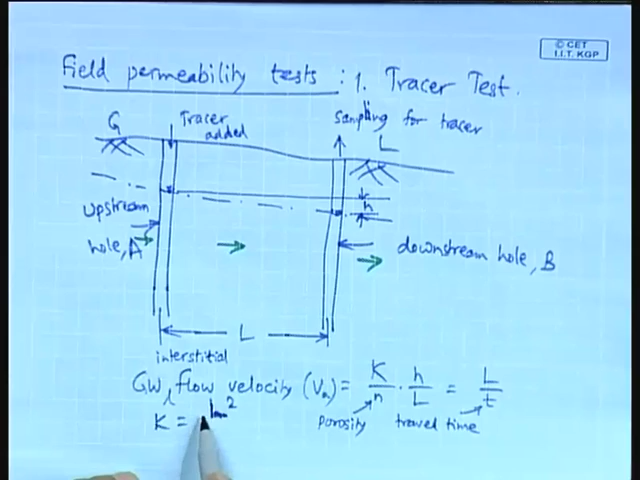 © CET
I.I.T. KGP
Field permeability tests : 1. Tracer Test.
G
Tracer added
Sampling for tracer
L
h
upstream hole, A
downstream hole, B
L
interstitial
GW flow velocity (Va) = K/n · h/L = L/t
porosity travel time
K =